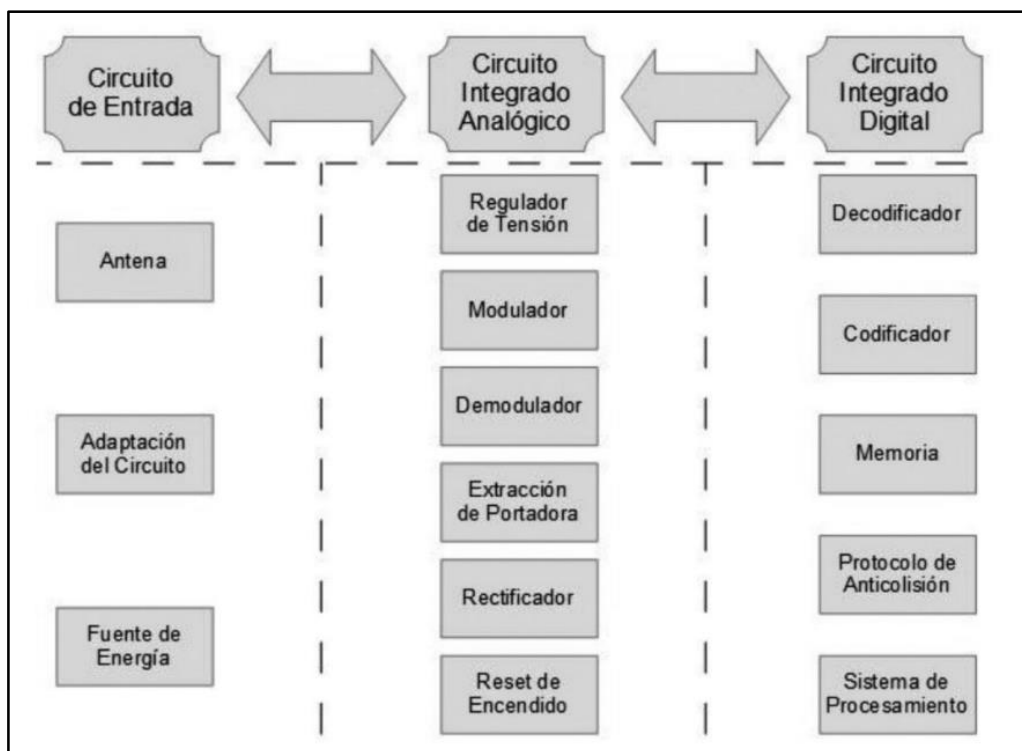 Circuito
de Entrada
Circuito
Integrado
Analógico
Circuito
Integrado
Digital
Antena
Adaptación
del Circuito
Fuente de
Energía
Regulador
de Tensión
Modulador
Demodulador
Extracción
de Portadora
Rectificador
Reset de
Encendido
Decodificador
Codificador
Memoria
Protocolo de
Anticolisión
Sistema de
Procesamiento